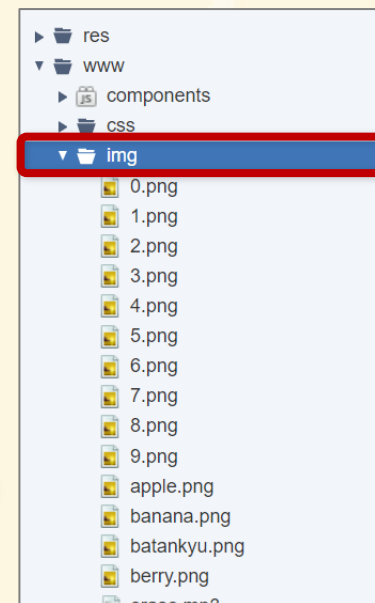 res
www
JS components
css
img
0.png
1.png
2.png
3.png
4.png
5.png
6.png
7.png
8.png
9.png
apple.png
banana.png
batankyu.png
berry.png